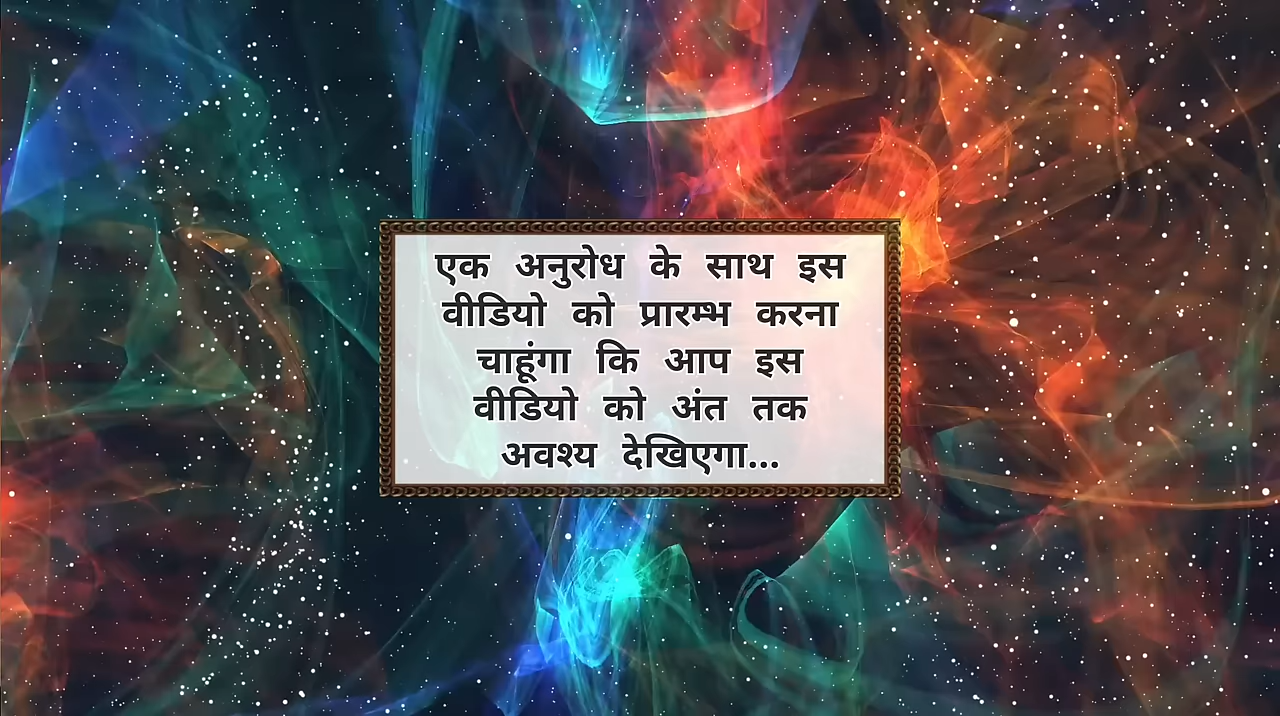 एक अनुरोध के साथ इस
वीडियो को प्रारम्भ करना
चाहूंगा कि आप इस
वीडियो को अंत तक
अवश्य देखिएगा...